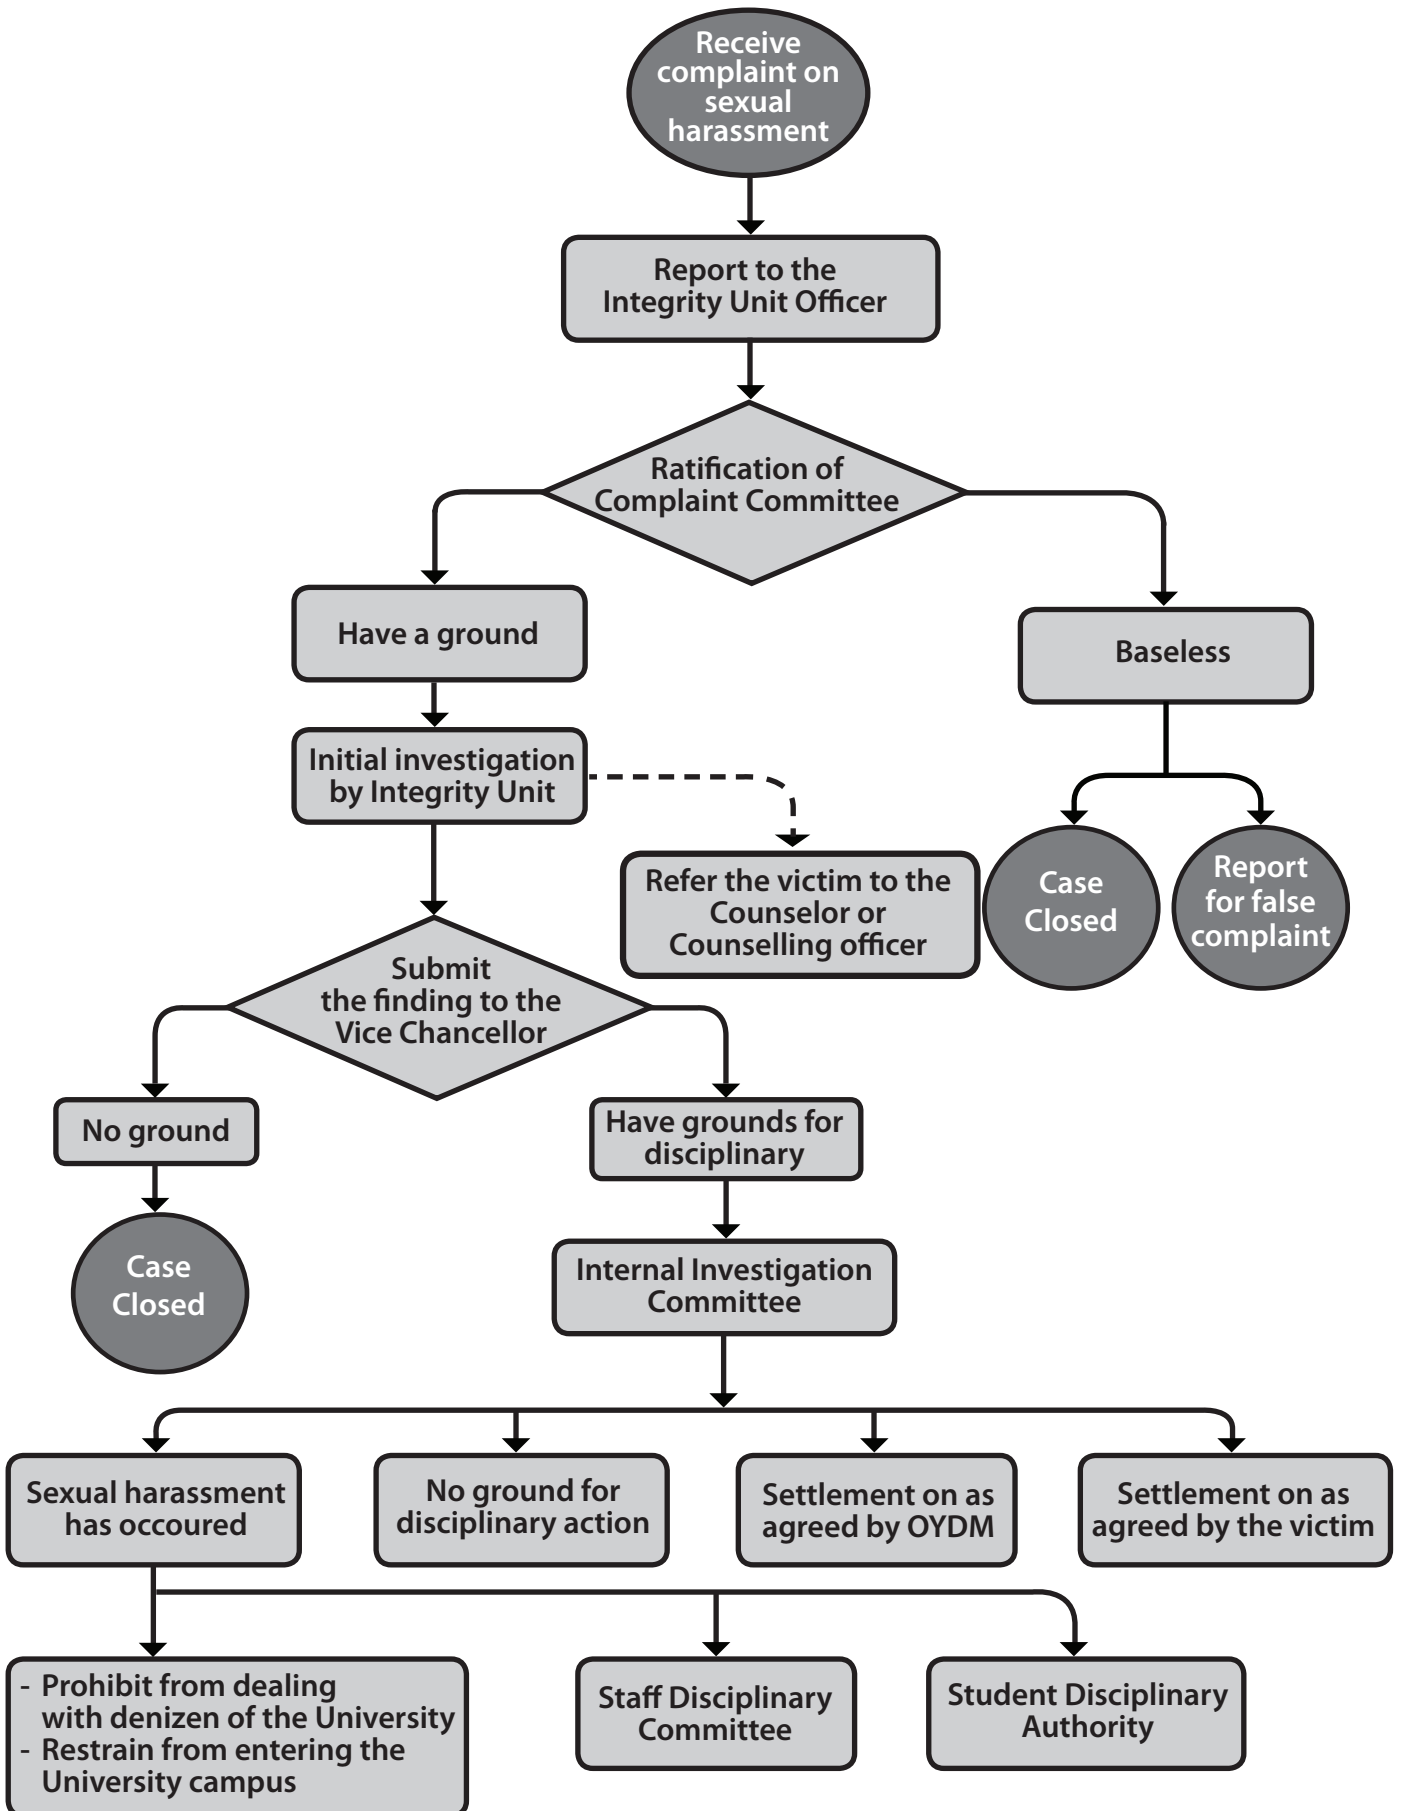 Receive
complaint on
sexual
harassment
Report to the
Integrity Unit Officer
Ratification of
Complaint Committee
Have a ground
Baseless
Initial investigation
by Integrity Unit
Refer the victim to the
Counselor or
Counselling officer
Case
Closed
Report
for false
complaint
Submit
the finding to the
Vice Chancellor
No ground
Have grounds for
disciplinary
Case
Closed
Internal Investigation
Committee
Sexual harassment
has occoured
No ground for
disciplinary action
Settlement on as
agreed by OYDM
Settlement on as
agreed by the victim
- Prohibit from dealing
with denizen of the University
- Restrain from entering the
University campus
Staff Disciplinary
Committee
Student Disciplinary
Authority